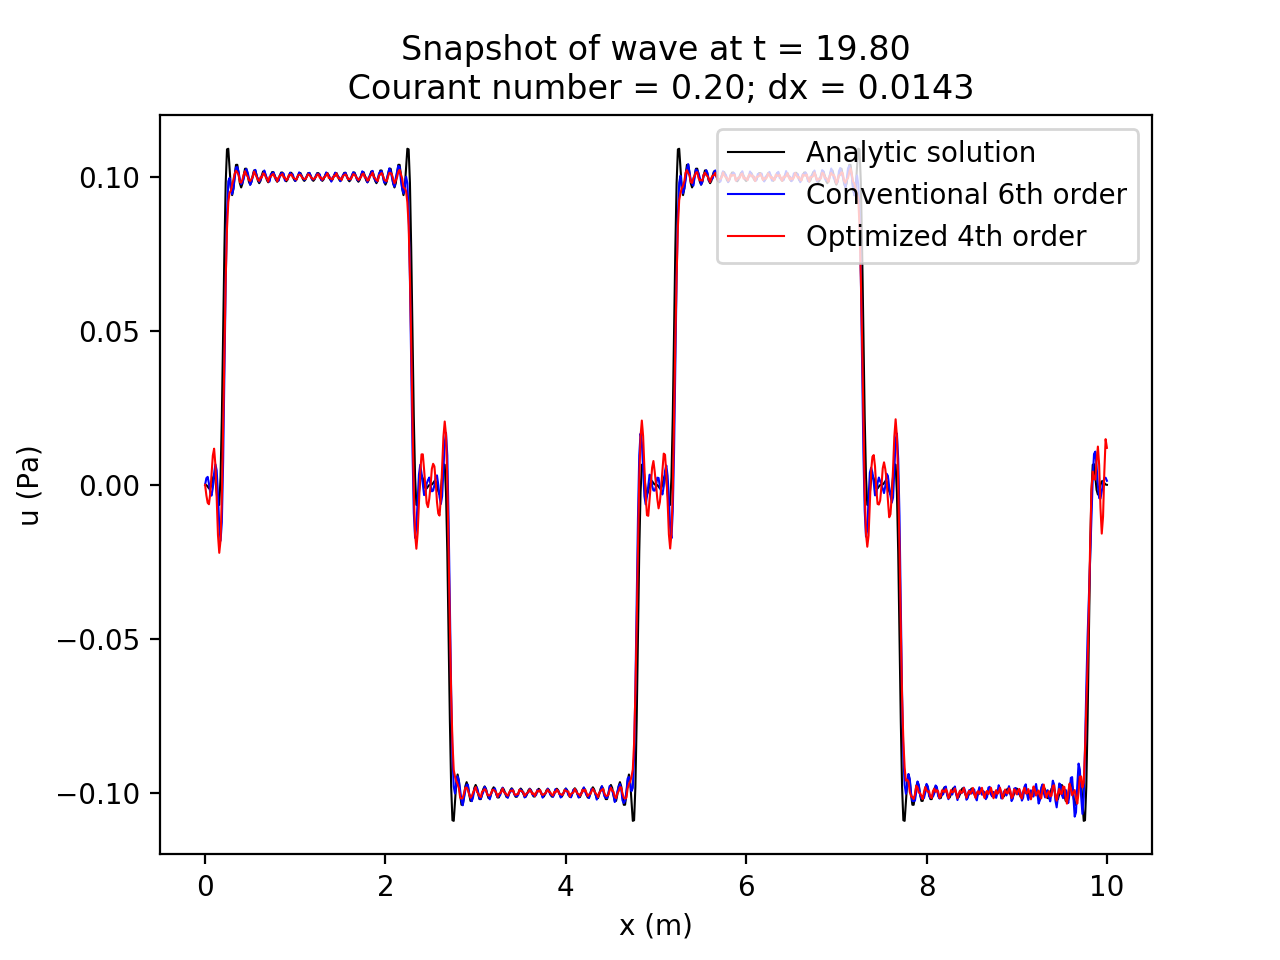 Snapshot of wave at t = 19.80
Courant number = 0.20; dx = 0.0143
Analytic solution
Conventional 6th order
Optimized 4th order
0.10
0.05
0.00
−0.05
−0.10
u (Pa)
0 2 4 6 8 10
x (m)